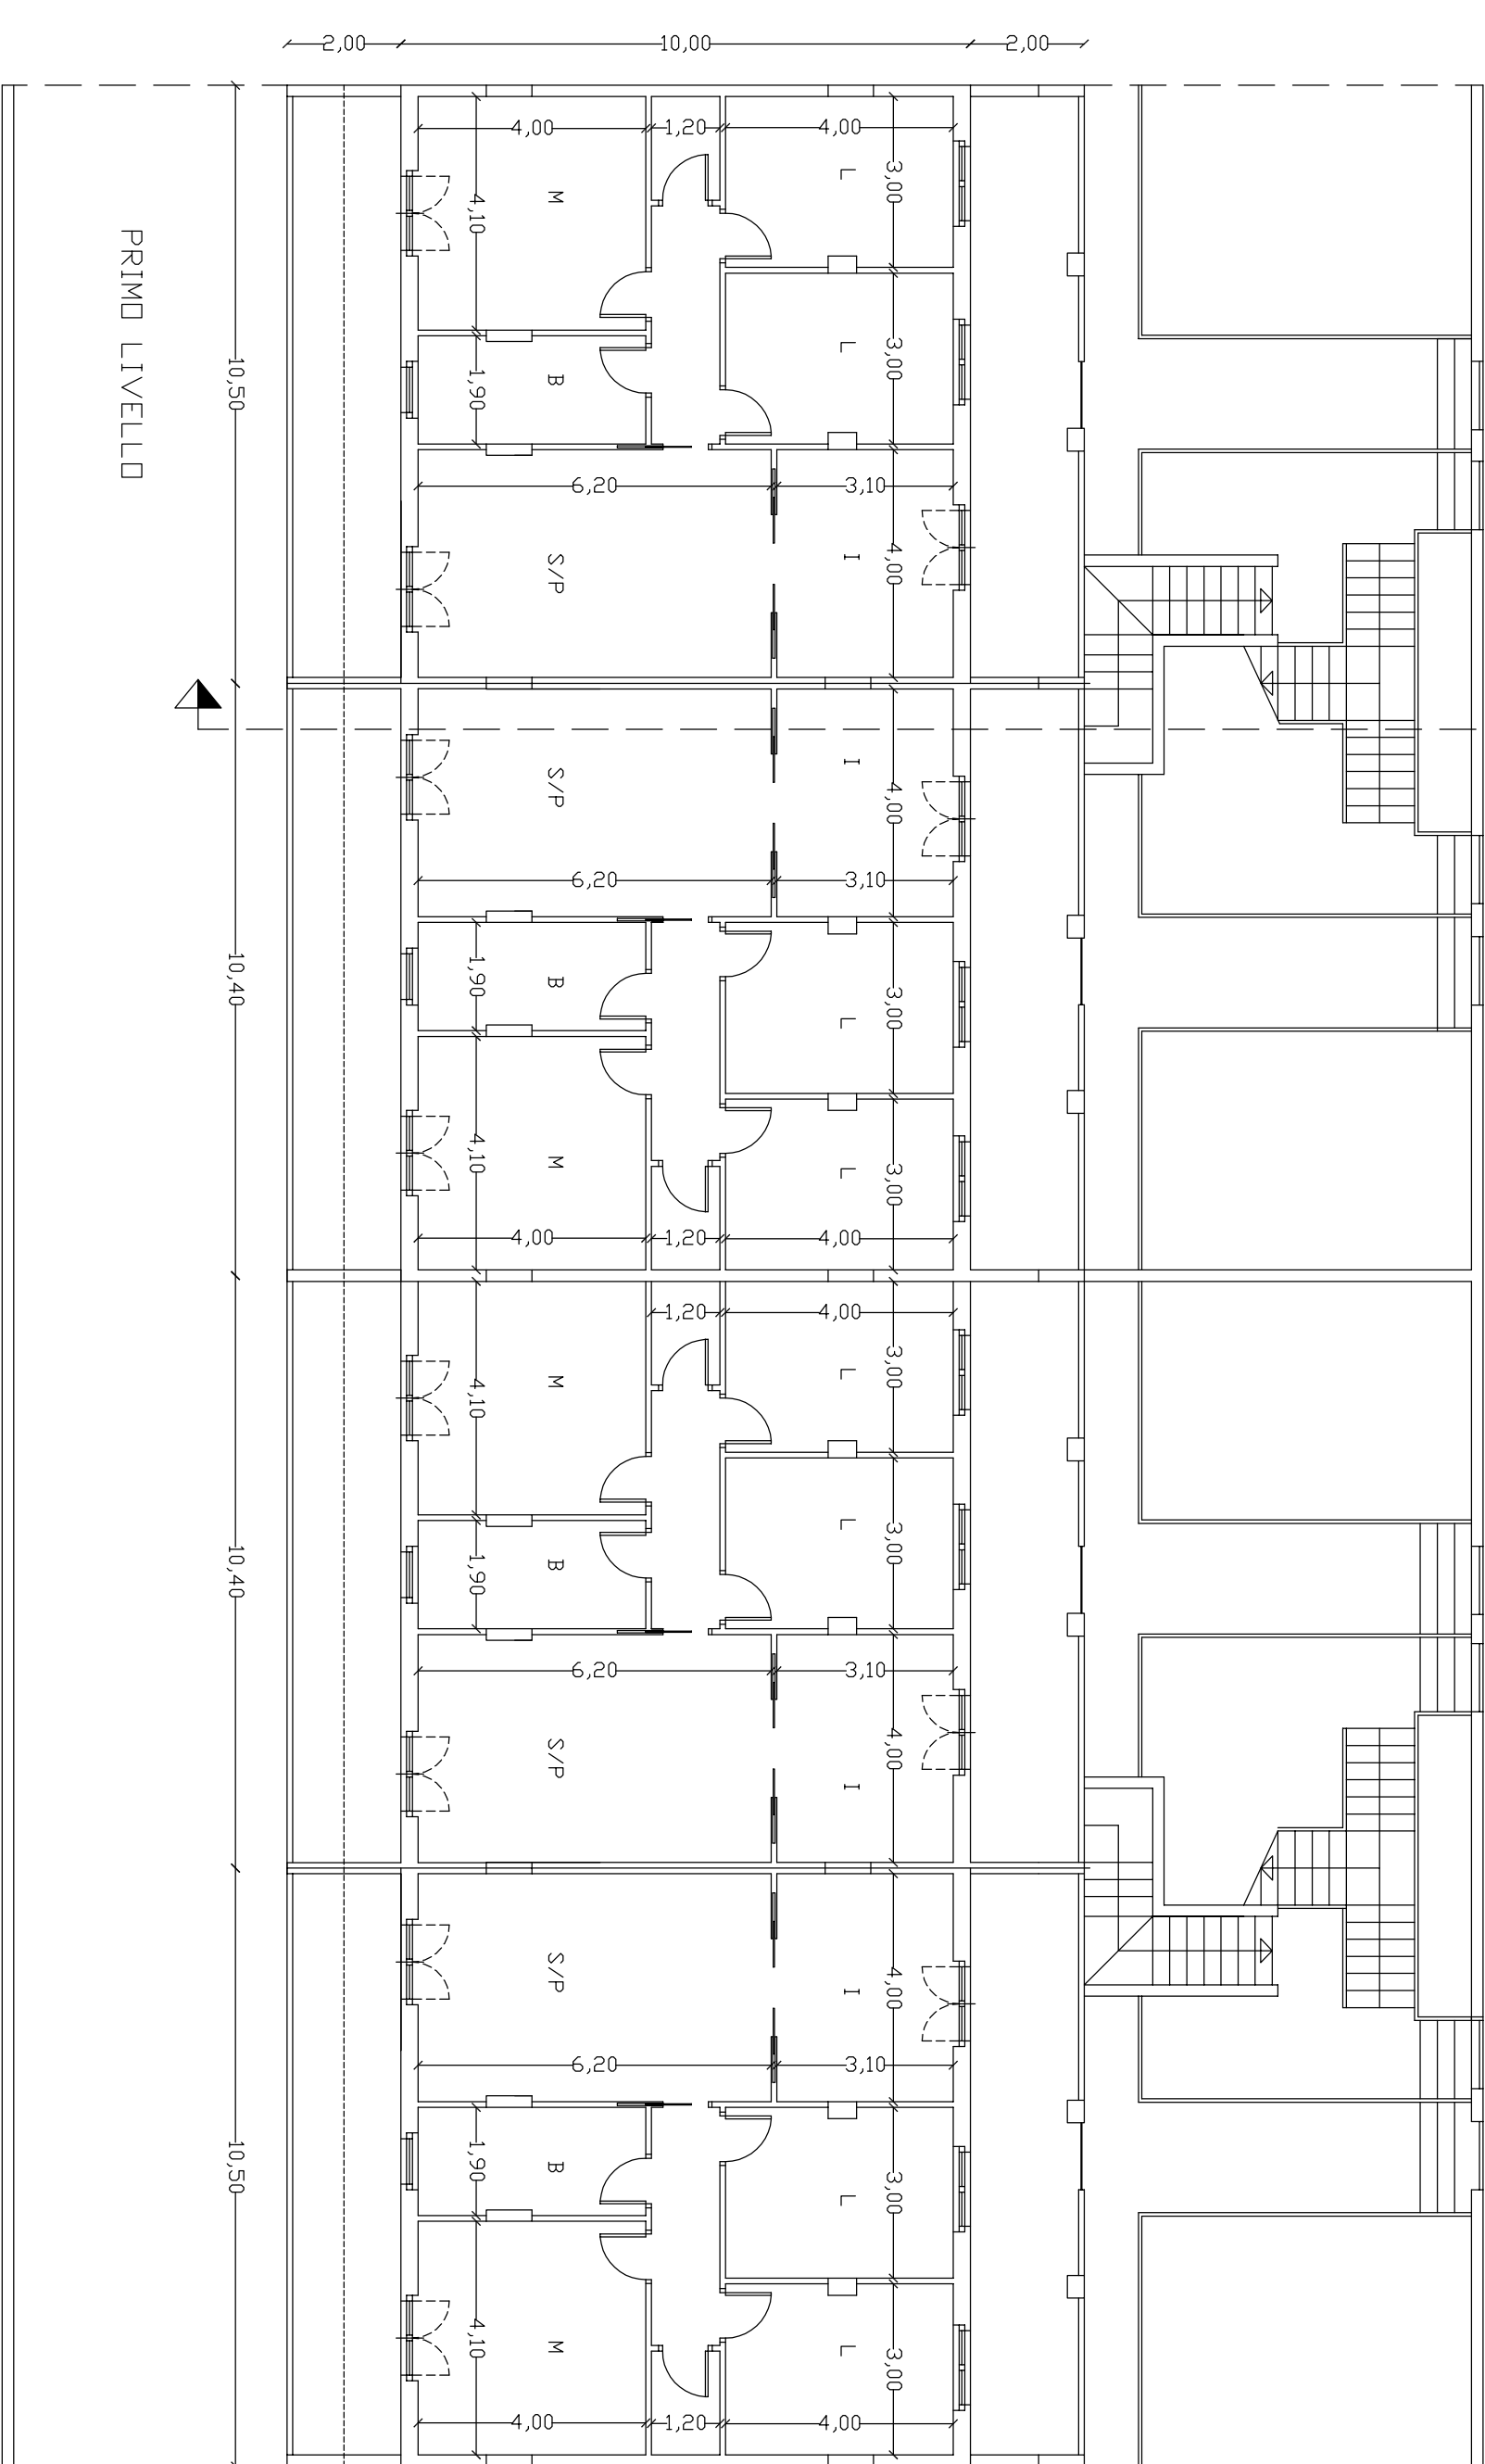 2,00 10,00 2,00
4,00 1,20 4,00
M L 3,00
4,10
PRIMO LIVELLO
10,50
L 3,00
1,90 B
6,20 3,10
S/P I 4,00
S/P I 4,00
6,20 3,10
10,40
1,90 B L 3,00
4,10 M L 3,00
4,00 1,20 4,00
1,20 4,00
4,10 M L 3,00
10,40
1,90 B L 3,00
6,20 3,10
S/P I 4,00
S/P I 4,00
6,20 3,10
10,50
1,90 B L 3,00
4,10 M L 3,00
4,00 1,20 4,00